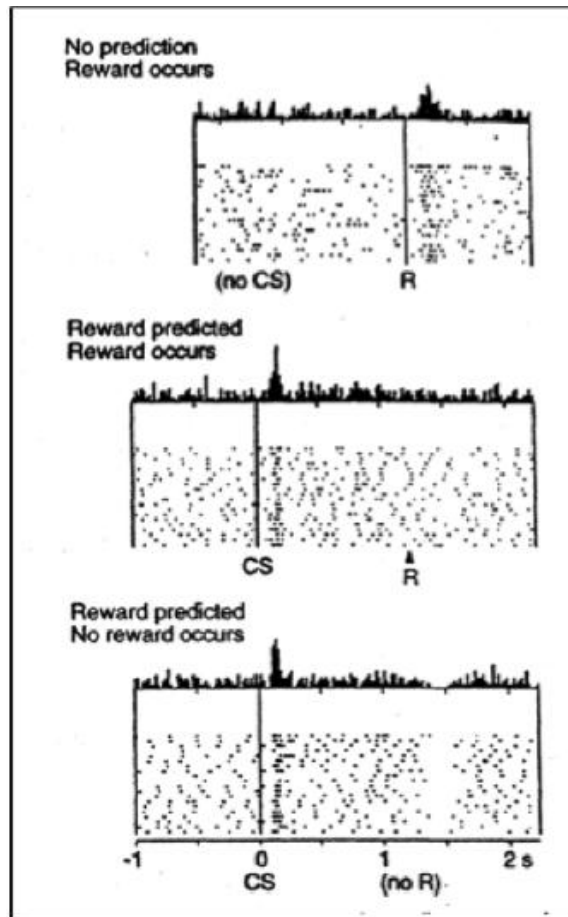 No prediction
Reward occurs
(no CS) R
Reward predicted
Reward occurs
CS R
Reward predicted
No reward occurs
-1 0 1 2 s
CS (no R)